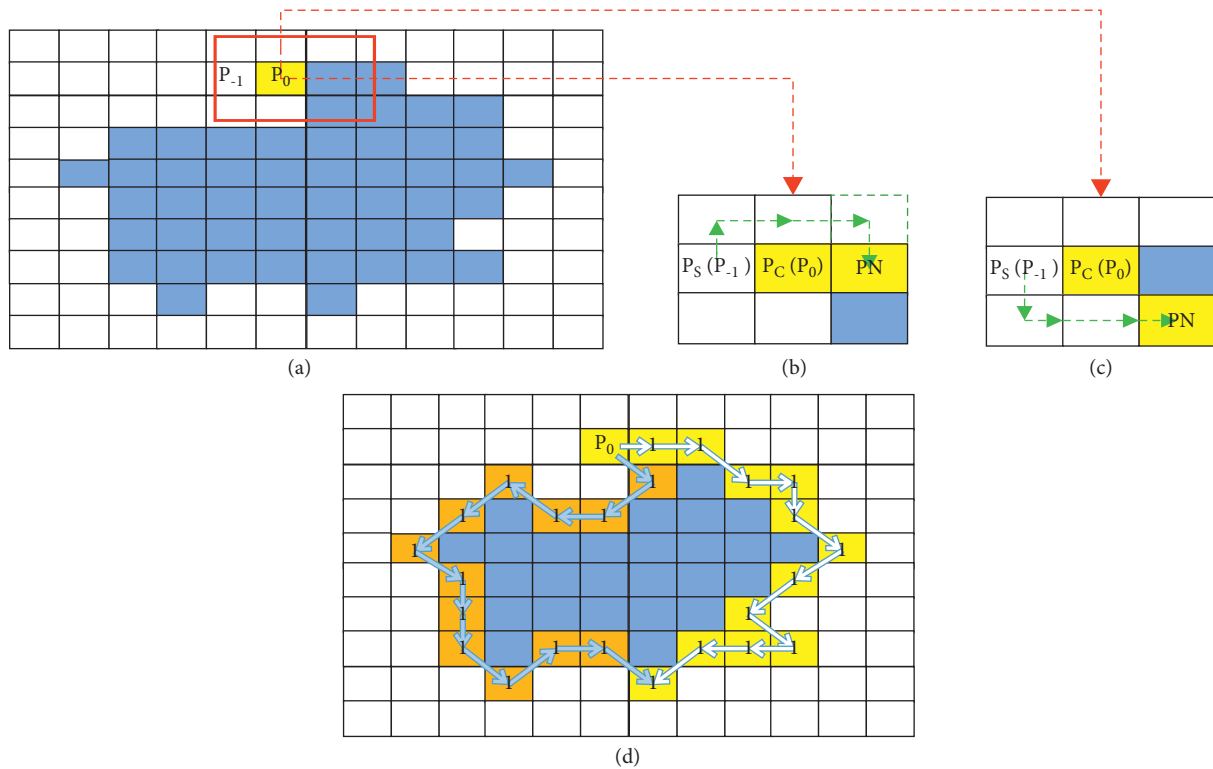 P-1 P0
(a)
PS (P-1 ) PC (P0) PN
(b)
PS (P-1 ) PC (P0)
PN
(c)
P0 1 1
1 1 1 1
1 1 1 1
1 1
1 1
1 1
1 1 1 1 1 1
1 1
(d)